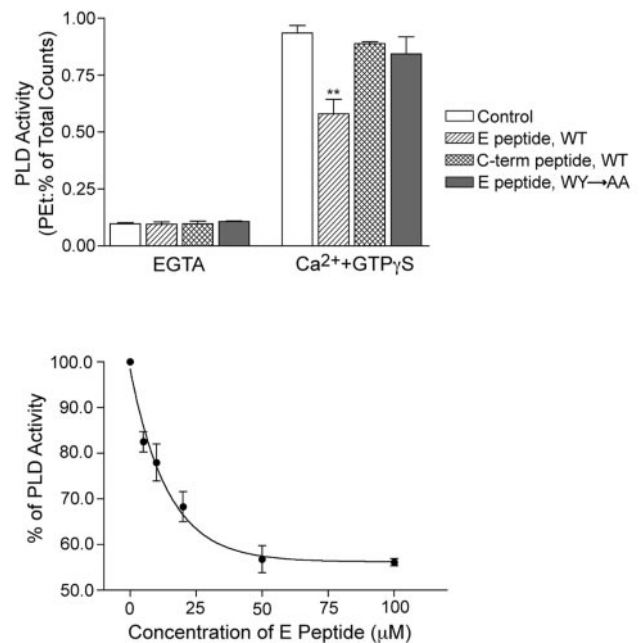 PLD Activity
(PEt:% of Total Counts)
1.00
0.75
0.50
0.25
0.00
**
EGTA
Ca2++GTPγS
Control
E peptide, WT
C-term peptide, WT
E peptide, WY→AA
% of PLD Activity
100.0
90.0
80.0
70.0
60.0
50.0
0
25
50
75
100
Concentration of E Peptide (μM)